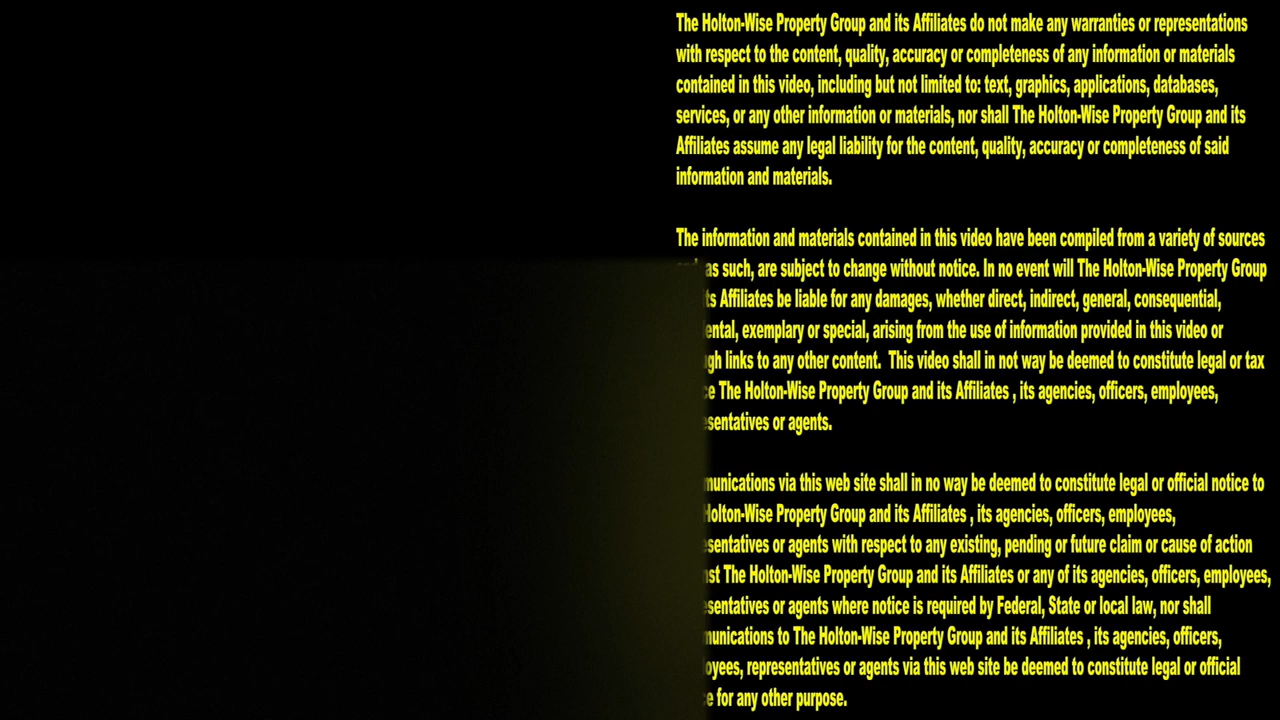 The Holton-Wise Property Group and its Affiliates do not make any warranties or representations
with respect to the content, quality, accuracy or completeness of any information or materials
contained in this video, including but not limited to: text, graphics, applications, databases,
services, or any other information or materials, nor shall The Holton-Wise Property Group and its
Affiliates assume any legal liability for the content, quality, accuracy or completeness of said
information and materials.
The information and materials contained in this video have been compiled from a variety of sources
as such, are subject to change without notice. In no event will The Holton-Wise Property Group
its Affiliates be liable for any damages, whether direct, indirect, general, consequential,
exemplary or special, arising from the use of information provided in this video or
links to any other content. This video shall in not way be deemed to constitute legal or tax
The Holton-Wise Property Group and its Affiliates , its agencies, officers, employees,
or agents.
via this web site shall in no way be deemed to constitute legal or official notice to
Holton-Wise Property Group and its Affiliates , its agencies, officers, employees,
or agents with respect to any existing, pending or future claim or cause of action
The Holton-Wise Property Group and its Affiliates or any of its agencies, officers, employees,
or agents where notice is required by Federal, State or local law, nor shall
to The Holton-Wise Property Group and its Affiliates , its agencies, officers,
representatives or agents via this web site be deemed to constitute legal or official
for any other purpose.